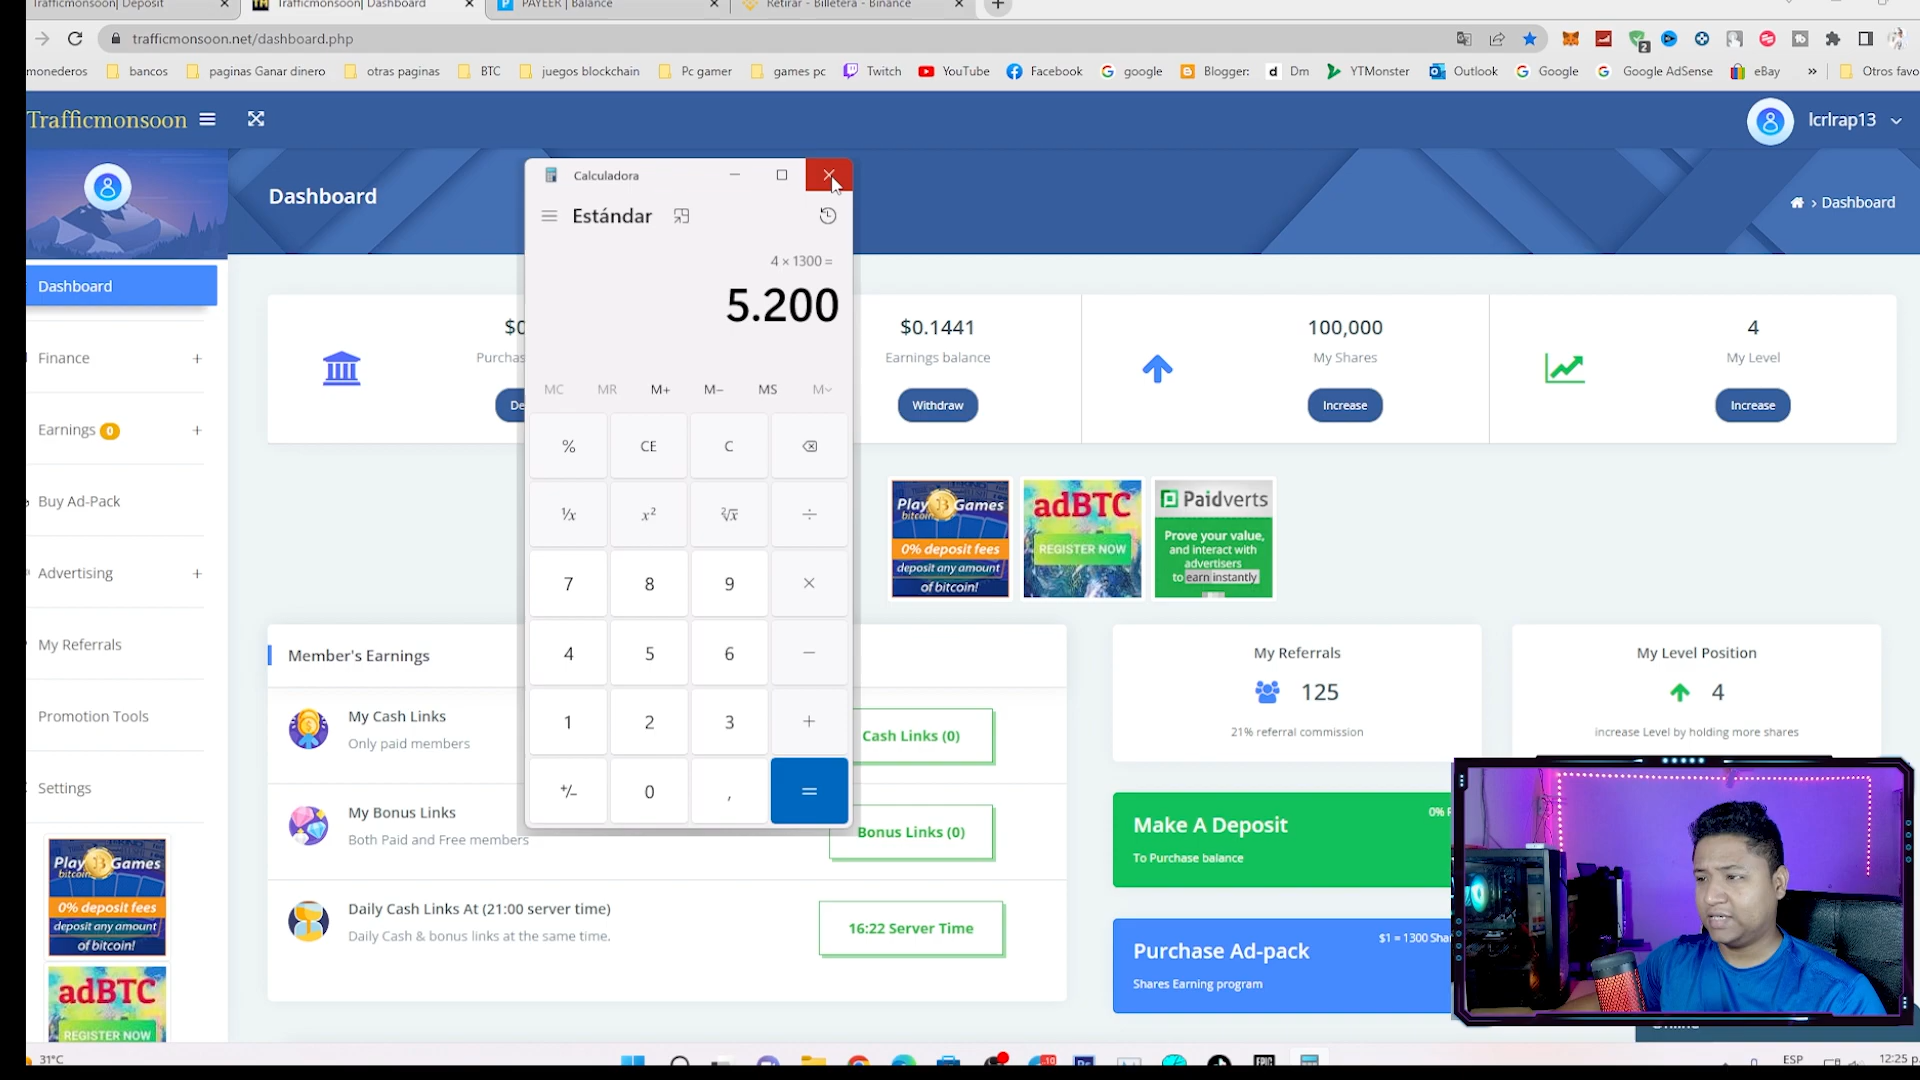 Trafficmonsoon| Deposit
Trafficmonsoon| Dashboard
PAYEER | Balance
Retirar - Billetera - Binance
trafficmonsoon.net/dashboard.php
monederos
bancos
paginas Ganar dinero
otras paginas
BTC
juegos blockchain
Pc gamer
games pc
Twitch
YouTube
Facebook
google
Blogger:
Dm
YTMonster
Outlook
Google
Google AdSense
eBay
»
Otros favo
Trafficmonsoon
lcrlrap13
Dashboard
› Dashboard
Calculadora
Estándar
4 × 1300 =
5.200
MC MR M+ M− MS M˅
% CE C
⅟x x² ²√x ÷
7 8 9 ×
4 5 6 −
1 2 3 +
+/− 0 , =
Dashboard
Finance +
Earnings 0 +
Buy Ad-Pack
Advertising +
My Referrals
Promotion Tools
Settings
$0
Purchas
De
$0.1441
Earnings balance
Withdraw
100,000
My Shares
Increase
4
My Level
Increase
Play Games
bitcoin
0% deposit fees
deposit any amount
of bitcoin!
adBTC
REGISTER NOW
Paidverts
Prove your value,
and interact with
advertisers
to earn instantly
Member's Earnings
My Cash Links
Only paid members
Cash Links (0)
My Bonus Links
Both Paid and Free members
Bonus Links (0)
Daily Cash Links At (21:00 server time)
Daily Cash & bonus links at the same time.
16:22 Server Time
My Referrals
125
21% referral commission
My Level Position
4
increase Level by holding more shares
Make A Deposit
0% F
To Purchase balance
Purchase Ad-pack
$1 = 1300 Sha
Shares Earning program
Play Games
bitcoin
0% deposit fees
deposit any amount
of bitcoin!
adBTC
REGISTER NOW
Online
31°C
ESP
12:25 p.